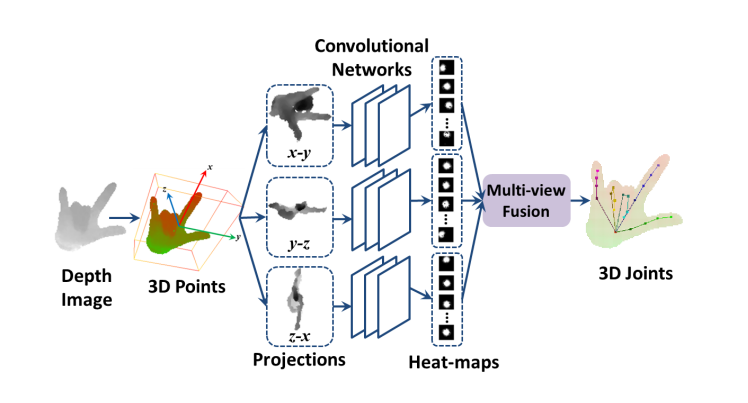 Convolutional
Networks
x-y
x
z
y
y-z
Multi-view
Fusion
Depth
Image
3D Points
z-x
3D Joints
Projections
Heat-maps